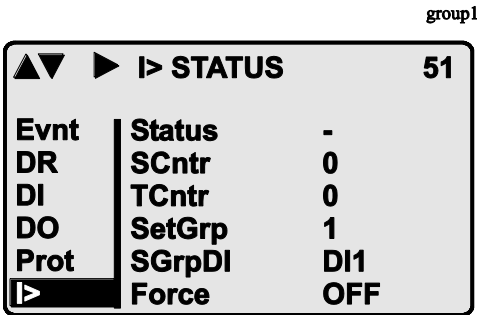 group1
▲▼ ▶ I> STATUS 51
Evnt Status -
DR SCntr 0
DI TCntr 0
DO SetGrp 1
Prot SGrpDI DI1
I> Force OFF